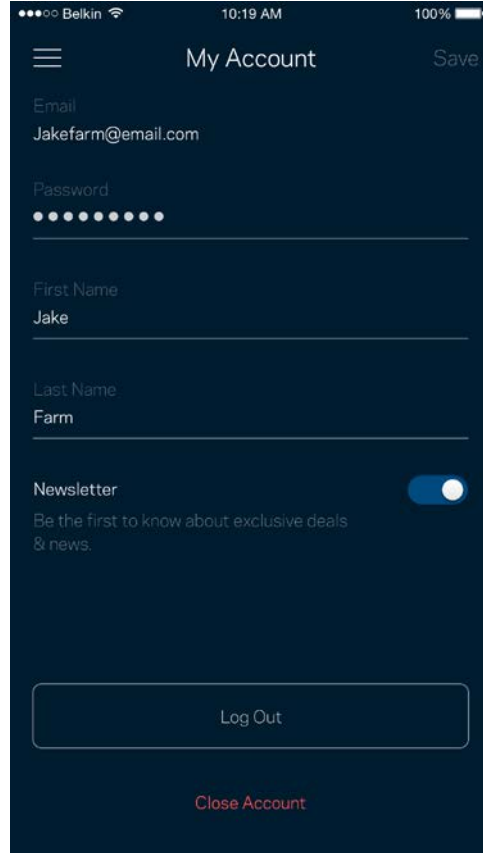 Belkin 10:19 AM 100%
My Account Save
Email
Jakefarm@email.com
Password
●●●●●●●●●
First Name
Jake
Last Name
Farm
Newsletter
Be the first to know about exclusive deals
& news.
Log Out
Close Account